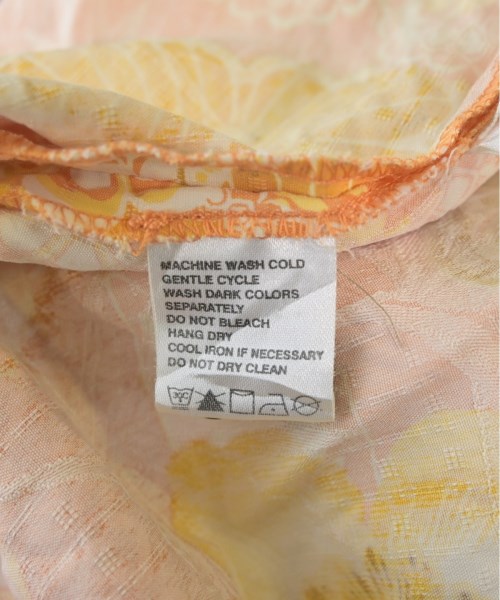 MACHINE WASH COLD
GENTLE CYCLE
WASH DARK COLORS
SEPARATELY
DO NOT BLEACH
HANG DRY
COOL IRON IF NECESSARY
DO NOT DRY CLEAN